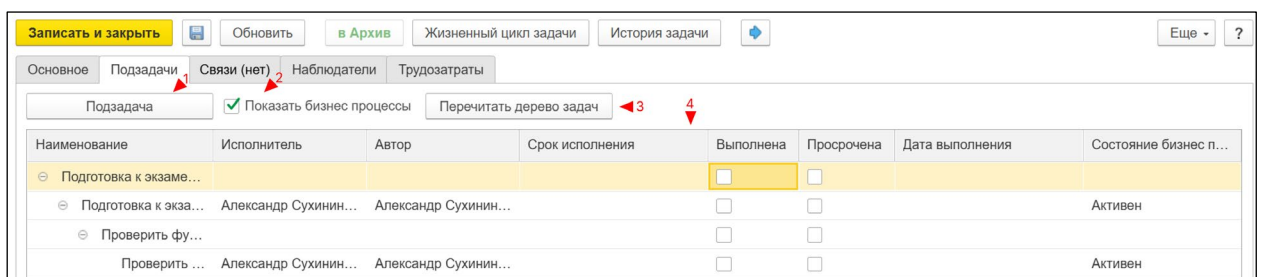 Записать и закрыть Обновить в Архив Жизненный цикл задачи История задачи Еще ?
Основное Подзадачи Связи (нет) Наблюдатели Трудозатраты
1 2
Подзадача Показать бизнес процессы Перечитать дерево задач 3 4
Наименование Исполнитель Автор Срок исполнения Выполнена Просрочена Дата выполнения Состояние бизнес п...
Подготовка к экзаме...
Подготовка к экза... Александр Сухинин... Александр Сухинин... Активен
Проверить фу...
Проверить ... Александр Сухинин... Александр Сухинин... Активен